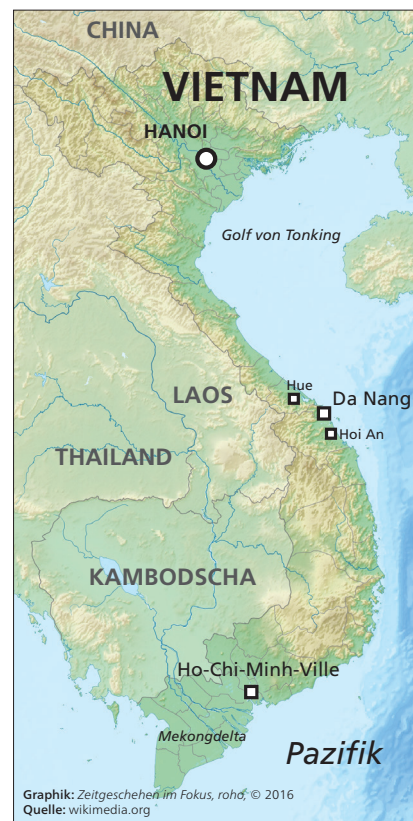 CHINA
VIETNAM
HANOI
Golf von Tonking
Hue
LAOS
Da Nang
Hoi An
THAILAND
KAMBODSCHA
Ho-Chi-Minh-Ville
Mekongdelta
Pazifik
Graphik: Zeitgeschehen im Fokus, roho, © 2016
Quelle: wikimedia.org